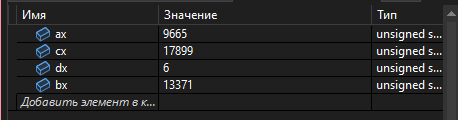 Имя Значение Тип
ax 9665 unsigned s...
cx 17899 unsigned s...
dx 6 unsigned s...
bx 13371 unsigned s...
Добавить элемент в к...